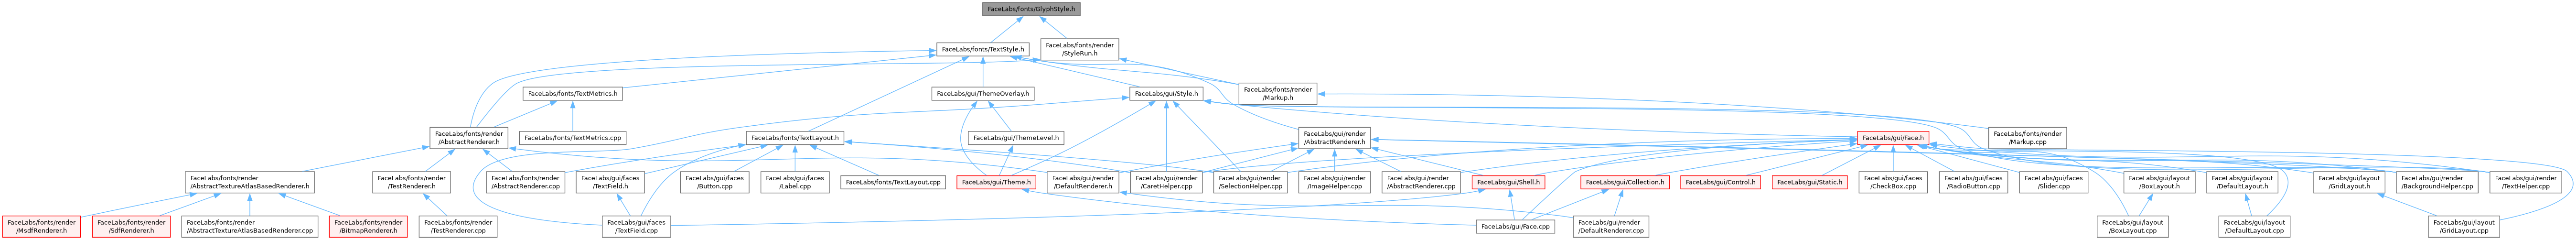 FaceLabs/fonts/GlyphStyle.h
FaceLabs/fonts/TextStyle.h
FaceLabs/fonts/render
/StyleRun.h
FaceLabs/fonts/TextMetrics.h
FaceLabs/gui/ThemeOverlay.h
FaceLabs/gui/Style.h
FaceLabs/fonts/render
/Markup.h
FaceLabs/fonts/TextMetrics.cpp
FaceLabs/fonts/render
/AbstractRenderer.h
FaceLabs/fonts/TextLayout.h
FaceLabs/gui/ThemeLevel.h
FaceLabs/gui/render
/AbstractRenderer.h
FaceLabs/gui/Face.h
FaceLabs/fonts/render
/Markup.cpp
FaceLabs/fonts/render
/AbstractTextureAtlasBasedRenderer.h
FaceLabs/fonts/render
/TestRenderer.h
FaceLabs/fonts/render
/AbstractRenderer.cpp
FaceLabs/gui/faces
/TextField.h
FaceLabs/gui/faces
/Button.cpp
FaceLabs/gui/faces
/Label.cpp
FaceLabs/fonts/TextLayout.cpp
FaceLabs/gui/Theme.h
FaceLabs/gui/render
/DefaultRenderer.h
FaceLabs/gui/render
/CaretHelper.cpp
FaceLabs/gui/render
/SelectionHelper.cpp
FaceLabs/gui/render
/ImageHelper.cpp
FaceLabs/gui/render
/AbstractRenderer.cpp
FaceLabs/gui/Shell.h
FaceLabs/gui/Collection.h
FaceLabs/gui/Control.h
FaceLabs/gui/Static.h
FaceLabs/gui/faces
/CheckBox.cpp
FaceLabs/gui/faces
/RadioButton.cpp
FaceLabs/gui/faces
/Slider.cpp
FaceLabs/gui/layout
/BoxLayout.h
FaceLabs/gui/layout
/DefaultLayout.h
FaceLabs/gui/layout
/GridLayout.h
FaceLabs/gui/render
/BackgroundHelper.cpp
FaceLabs/gui/render
/TextHelper.cpp
FaceLabs/fonts/render
/MsdfRenderer.h
FaceLabs/fonts/render
/SdfRenderer.h
FaceLabs/fonts/render
/AbstractTextureAtlasBasedRenderer.cpp
FaceLabs/fonts/render
/BitmapRenderer.h
FaceLabs/fonts/render
/TestRenderer.cpp
FaceLabs/gui/faces
/TextField.cpp
FaceLabs/gui/Face.cpp
FaceLabs/gui/render
/DefaultRenderer.cpp
FaceLabs/gui/layout
/BoxLayout.cpp
FaceLabs/gui/layout
/DefaultLayout.cpp
FaceLabs/gui/layout
/GridLayout.cpp